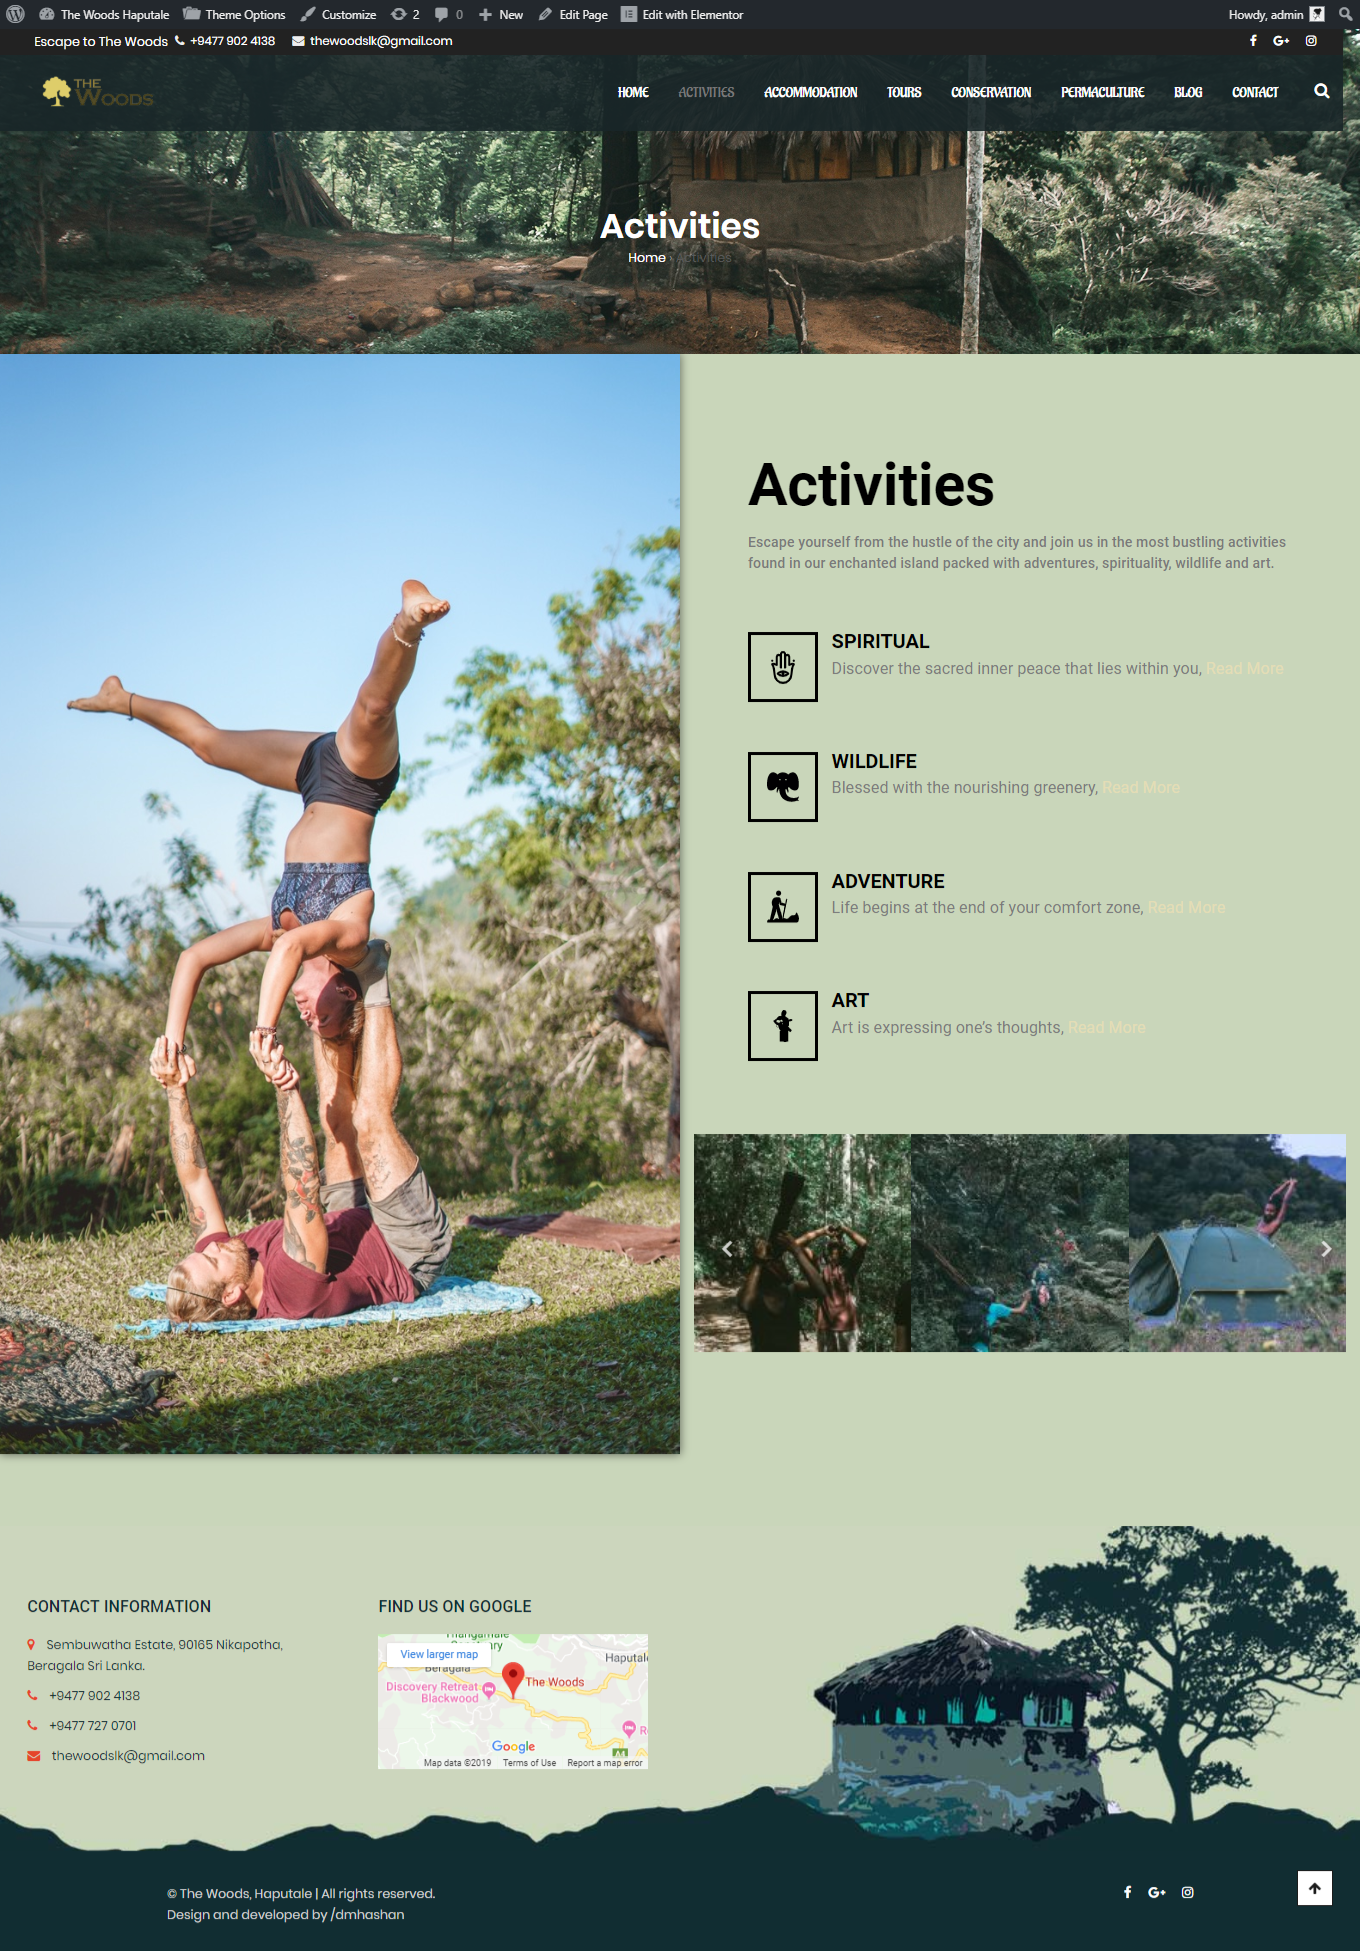 The Woods Haputale Theme Options Customize 2 0 New Edit Page Edit with Elementor Howdy, admin
Escape to The Woods +9477 902 4138 thewoodslk@gmail.com
THE
WOODS
HOME ACTIVITIES ACCOMMODATION TOURS CONSERVATION PERMACULTURE BLOG CONTACT
Activities
Home › Activities
Activities
Escape yourself from the hustle of the city and join us in the most bustling activities
found in our enchanted island packed with adventures, spirituality, wildlife and art.
SPIRITUAL
Discover the sacred inner peace that lies within you, Read More
WILDLIFE
Blessed with the nourishing greenery, Read More
ADVENTURE
Life begins at the end of your comfort zone, Read More
ART
Art is expressing one's thoughts, Read More
CONTACT INFORMATION
Sembuwatha Estate, 90165 Nikapotha,
Beragala Sri Lanka.
+9477 902 4138
+9477 727 0701
thewoodslk@gmail.com
FIND US ON GOOGLE
View larger map
Beragala
Haputal
Discovery Retreat
Blackwood
The Woods
Google
A4
Map data ©2019 Terms of Use Report a map error
© The Woods, Haputale | All rights reserved.
Design and developed by /dmhashan